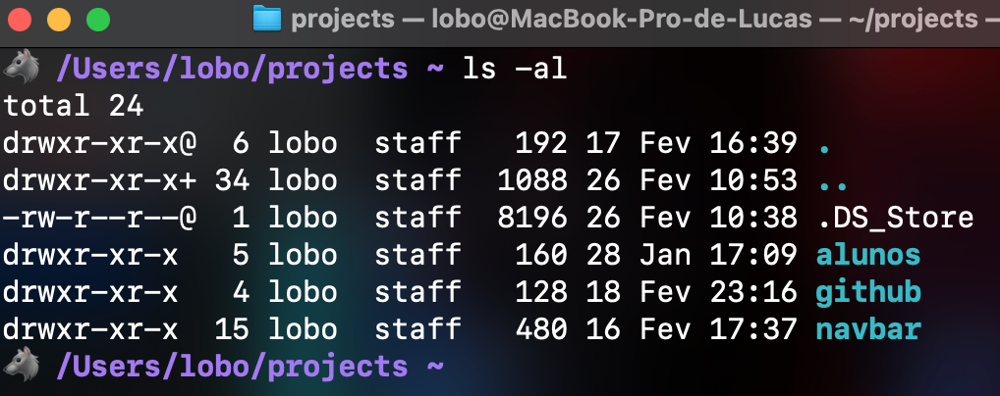 projects — lobo@MacBook-Pro-de-Lucas — ~/projects —
/Users/lobo/projects ~ ls -al
total 24
drwxr-xr-x@  6 lobo  staff   192 17 Fev 16:39 .
drwxr-xr-x+ 34 lobo  staff  1088 26 Fev 10:53 ..
-rw-r--r--@  1 lobo  staff  8196 26 Fev 10:38 .DS_Store
drwxr-xr-x   5 lobo  staff   160 28 Jan 17:09 alunos
drwxr-xr-x   4 lobo  staff   128 18 Fev 23:16 github
drwxr-xr-x  15 lobo  staff   480 16 Fev 17:37 navbar
/Users/lobo/projects ~